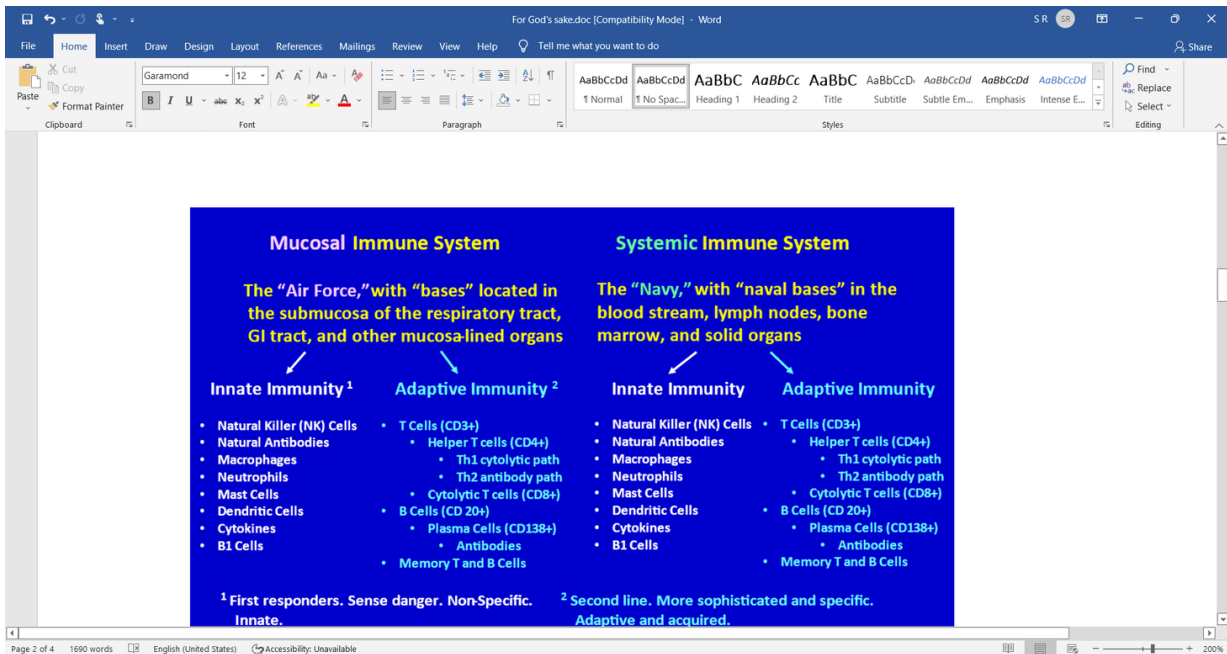 For God's sake.doc [Compatibility Mode] - Word
S R
SR
File Home Insert Draw Design Layout References Mailings Review View Help Tell me what you want to do
Share
Paste
Cut
Copy
Format Painter
Clipboard
Garamond 12 A A Aa A
B I U abc X₂ X² A ab A
Font
Paragraph
AaBbCcDd AaBbCcDd AaBbC AaBbCc AaBbC AaBbCcD AaBbCcDd AaBbCcDd AaBbCcDd
¶ Normal ¶ No Spac... Heading 1 Heading 2 Title Subtitle Subtle Em... Emphasis Intense E...
Styles
Find
Replace
Select
Editing
Mucosal Immune System
The “Air Force,”with “bases” located in
the submucosa of the respiratory tract,
GI tract, and other mucosa-lined organs
Innate Immunity 1
• Natural Killer (NK) Cells
• Natural Antibodies
• Macrophages
• Neutrophils
• Mast Cells
• Dendritic Cells
• Cytokines
• B1 Cells
Adaptive Immunity 2
• T Cells (CD3+)
• Helper T cells (CD4+)
• Th1 cytolytic path
• Th2 antibody path
• Cytolytic T cells (CD8+)
• B Cells (CD 20+)
• Plasma Cells (CD138+)
• Antibodies
• Memory T and B Cells
Systemic Immune System
The “Navy,” with “naval bases” in the
blood stream, lymph nodes, bone
marrow, and solid organs
Innate Immunity
• Natural Killer (NK) Cells
• Natural Antibodies
• Macrophages
• Neutrophils
• Mast Cells
• Dendritic Cells
• Cytokines
• B1 Cells
Adaptive Immunity
• T Cells (CD3+)
• Helper T cells (CD4+)
• Th1 cytolytic path
• Th2 antibody path
• Cytolytic T cells (CD8+)
• B Cells (CD 20+)
• Plasma Cells (CD138+)
• Antibodies
• Memory T and B Cells
1 First responders. Sense danger. Non-Specific.
Innate.
2 Second line. More sophisticated and specific.
Adaptive and acquired.
Page 2 of 4 1690 words English (United States) Accessibility: Unavailable
200%